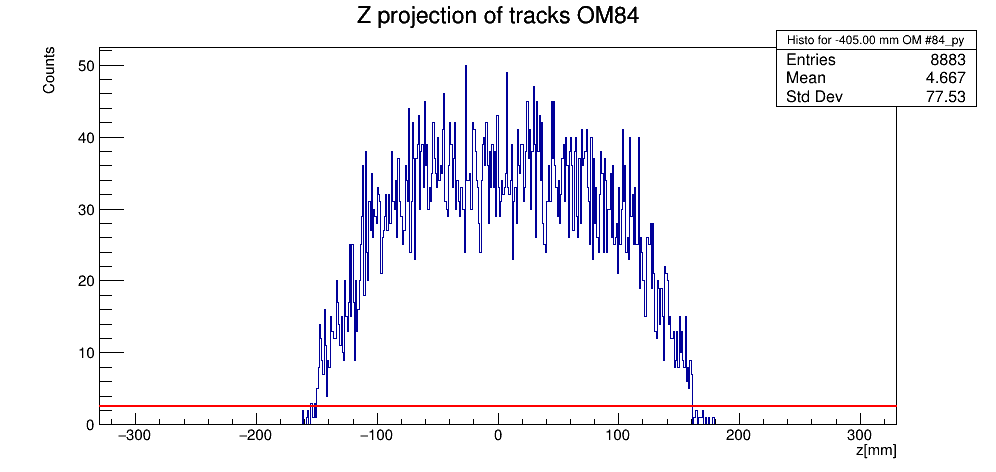 Z projection of tracks OM84
Histo for -405.00 mm OM #84_py
Entries 8883
Mean 4.667
Std Dev 77.53
Counts
50
40
30
20
10
0
−300 −200 −100 0 100 200 300
z[mm]